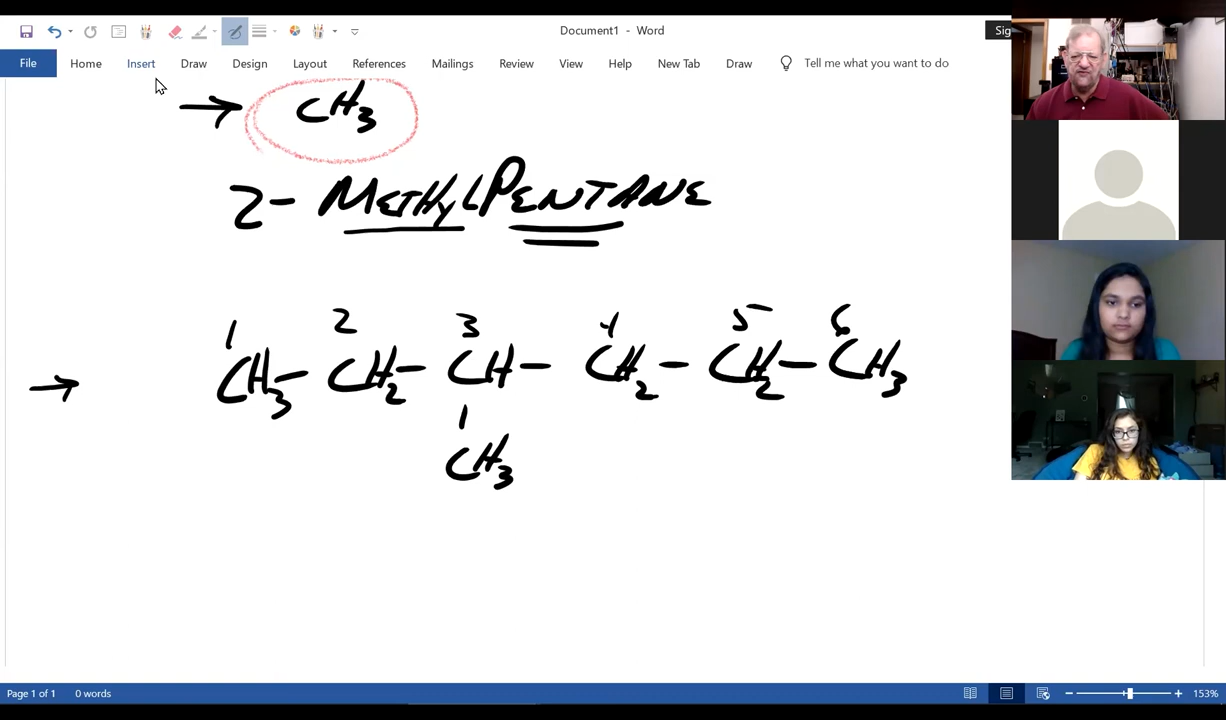 Document1 - Word
Sig
File Home Insert Draw Design Layout References Mailings Review View Help New Tab Draw Tell me what you want to do
→ CH3
2- METHYLPENTANE
1 2 3 4 5 6
→ CH3 - CH2 - CH - CH2 - CH2 - CH3
CH3
Page 1 of 1 0 words 153%